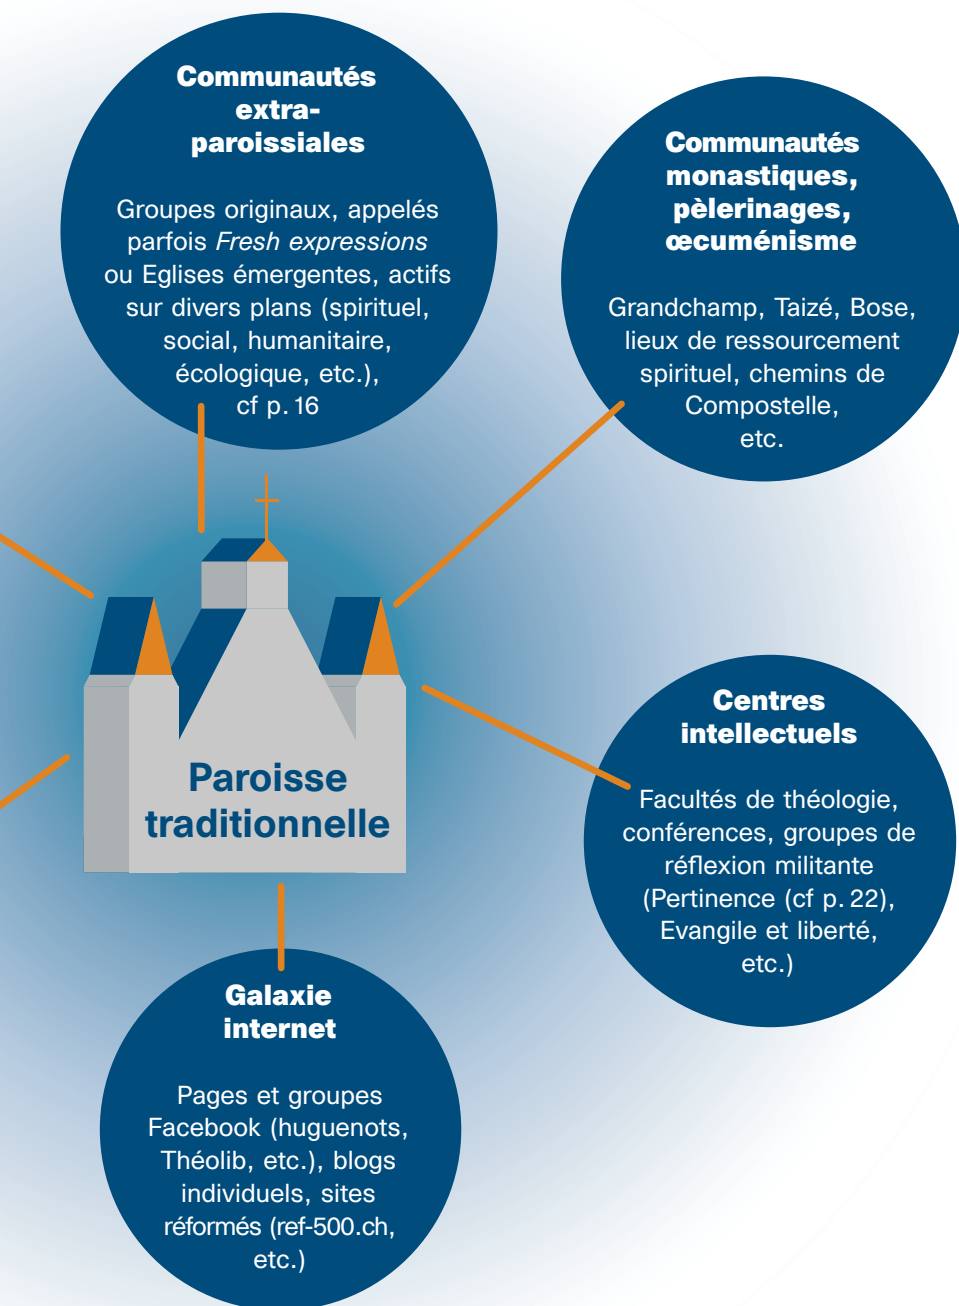 Communautés
extra-
paroissiales
Groupes originaux, appelés
parfois Fresh expressions
ou Eglises émergentes, actifs
sur divers plans (spirituel,
social, humanitaire,
écologique, etc.),
cf p. 16
Communautés
monastiques,
pèlerinages,
œcuménisme
Grandchamp, Taizé, Bose,
lieux de ressourcement
spirituel, chemins de
Compostelle,
etc.
Paroisse
traditionnelle
Centres
intellectuels
Facultés de théologie,
conférences, groupes de
réflexion militante
(Pertinence (cf p. 22),
Evangile et liberté,
etc.)
Galaxie
internet
Pages et groupes
Facebook (huguenots,
Théolib, etc.), blogs
individuels, sites
réformés (ref-500.ch,
etc.)